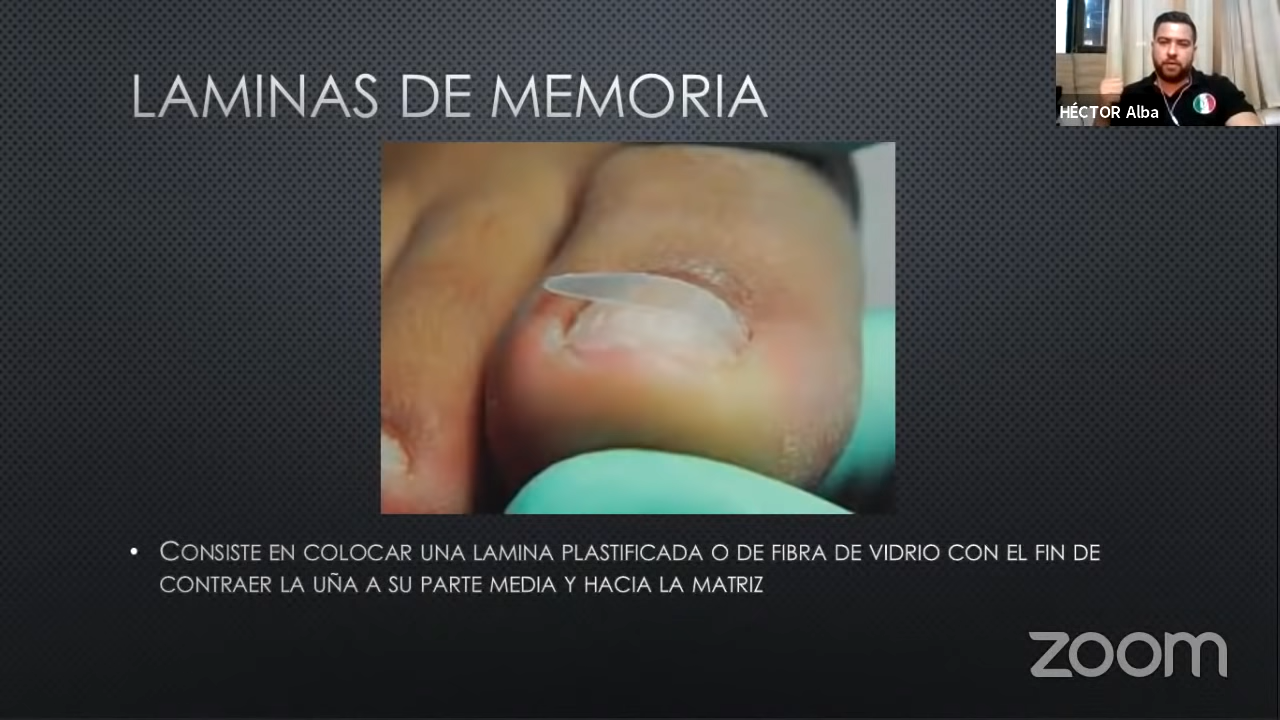 LAMINAS DE MEMORIA
HÉCTOR Alba
• CONSISTE EN COLOCAR UNA LAMINA PLASTIFICADA O DE FIBRA DE VIDRIO CON EL FIN DE
CONTRAER LA UÑA A SU PARTE MEDIA Y HACIA LA MATRIZ
zoom